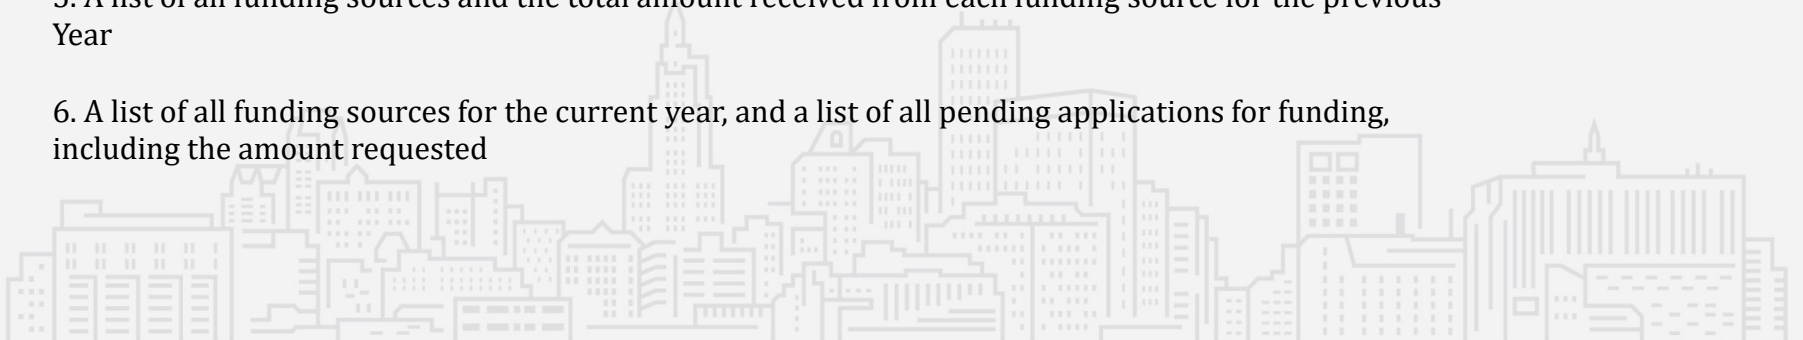 5. A list of all funding sources and the total amount received from each funding source for the previous
Year
6. A list of all funding sources for the current year, and a list of all pending applications for funding,
including the amount requested